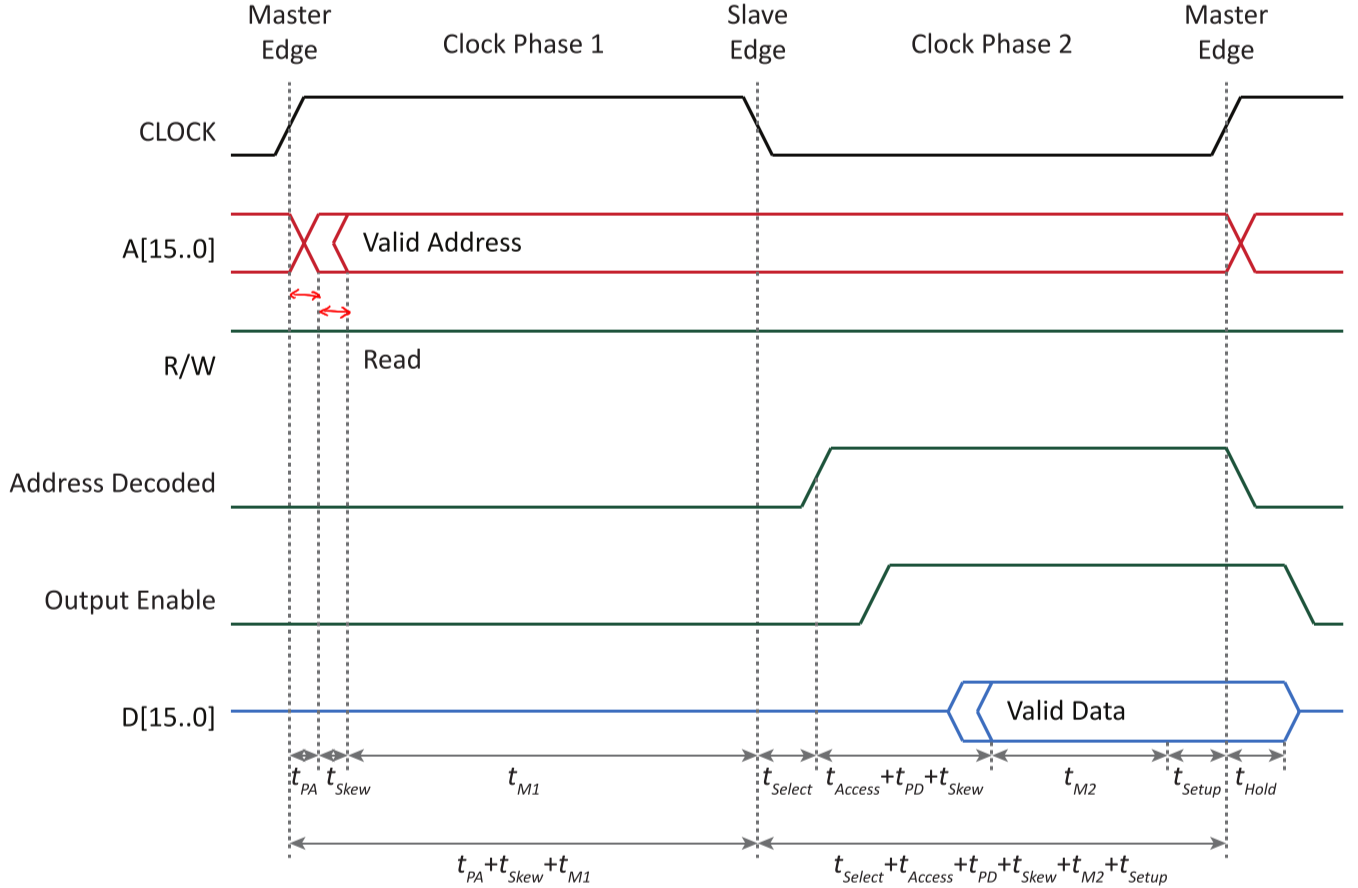 Master Edge
Clock Phase 1
Slave Edge
Clock Phase 2
Master Edge
CLOCK
A[15..0]
Valid Address
R/W
Read
Address Decoded
Output Enable
D[15..0]
Valid Data
tPA
tSkew
tM1
tSelect
tAccess+tPD+tSkew
tM2
tSetup
tHold
tPA+tSkew+tM1
tSelect+tAccess+tPD+tSkew+tM2+tSetup